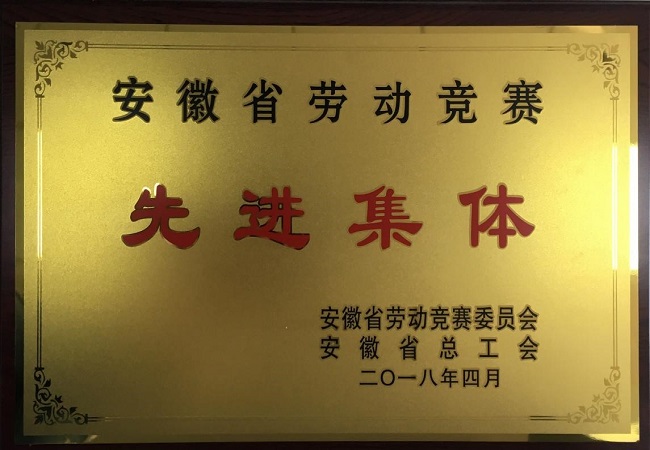 安徽省劳动竞赛
先进集体
安徽省劳动竞赛委员会
安徽省总工会
二〇一八年四月